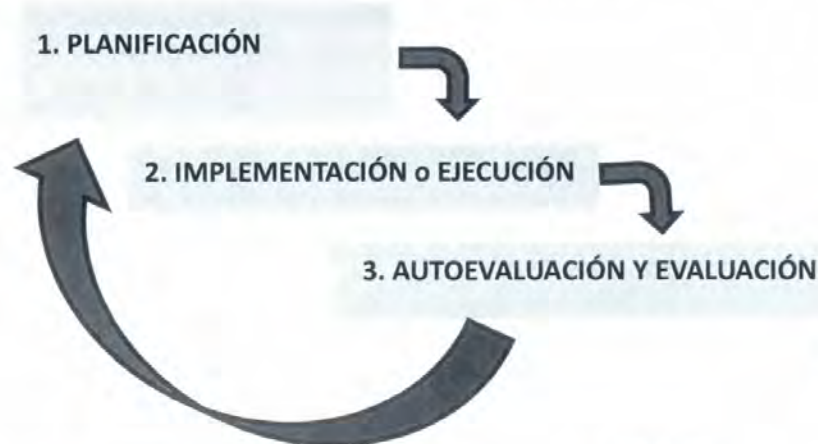 1. PLANIFICACIÓN
2. IMPLEMENTACIÓN o EJECUCIÓN
3. AUTOEVALUACIÓN Y EVALUACIÓN